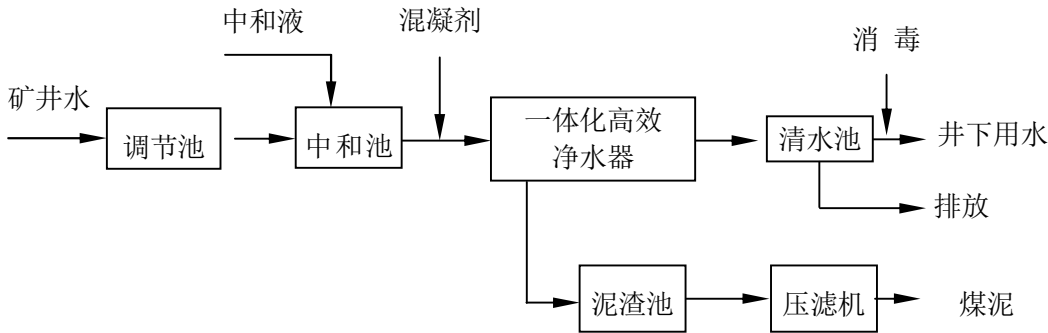 中和液
混凝剂
消 毒
矿井水
调节池
中和池
一体化高效
净水器
清水池
井下用水
排放
泥渣池
压滤机
煤泥